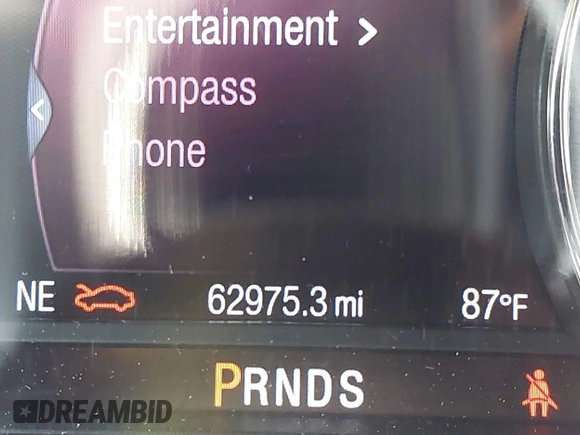 Entertainment >
Compass
Phone
<
NE 62975.3 mi 87°F
PRNDS
DREAMBID